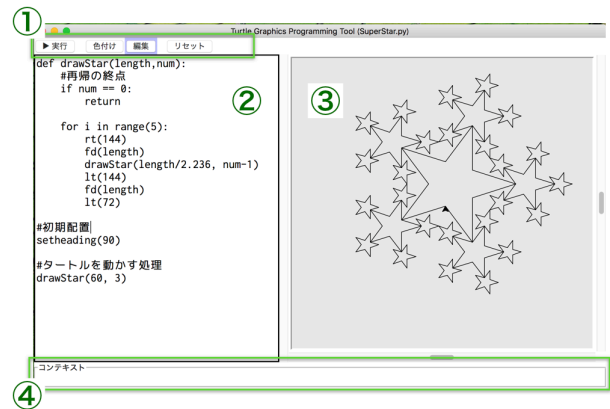 ①
Turtle Graphics Programming Tool (SuperStar.py)
▶ 実行 色付け 編集 リセット
def drawStar(length,num):
    #再帰の終点
    if num == 0:
        return
    for i in range(5):
        rt(144)
        fd(length)
        drawStar(length/2.236, num-1)
        lt(144)
        fd(length)
        lt(72)
#初期配置
setheading(90)
#タートルを動かす処理
drawStar(60, 3)
②
③
コンテキスト
④